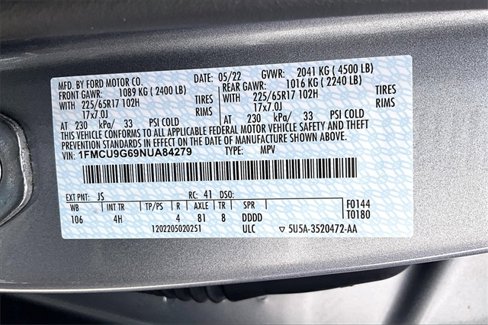 MFD. BY FORD MOTOR CO. 05/22 GVWR: 2041 KG ( 4500 LB)
FRONT GAWR: 1089 KG ( 2400 LB) REAR GAWR: 1016 KG ( 2240 LB)
225/65R17 102H TIRES 225/65R17 102H TIRES
17x7.0J RIMS 17x7.0J RIMS
AT 230 kPa/ 33 PSI COLD AT 230 kPa/ 33 PSI COLD
THIS VEHICLE CONFORMS TO ALL APPLICABLE FEDERAL MOTOR VEHICLE SAFETY AND THEFT
PREVENTION STANDARDS IN EFFECT ON THE DATE OF MANUFACTURE SHOWN ABOVE.
VIN: 1FMCU9G69NUA84279 TYPE: MPV
EXT PNT: JS RC: 41 DSO:
WB INT TR TP/PS R AXLE TR SPR F0144
106 4H 4 81 8 DDDD T0180
1202205020251 ULC 5U5A-3520472-AA